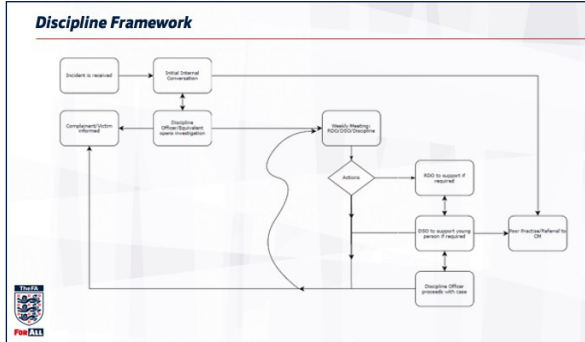 Discipline Framework
Incident is received
Initial Internal
Conversation
Complainant/Victim
informed
Discipline
Officer/Equivalent
opens investigation
Weekly Meeting:
RDO/DSO/Discipline
Actions
RDO to support if
required
DSO to support young
person if required
Poor Practise/Referral to
CM
Discipline Officer
proceeds with case
TheFA
FOR ALL